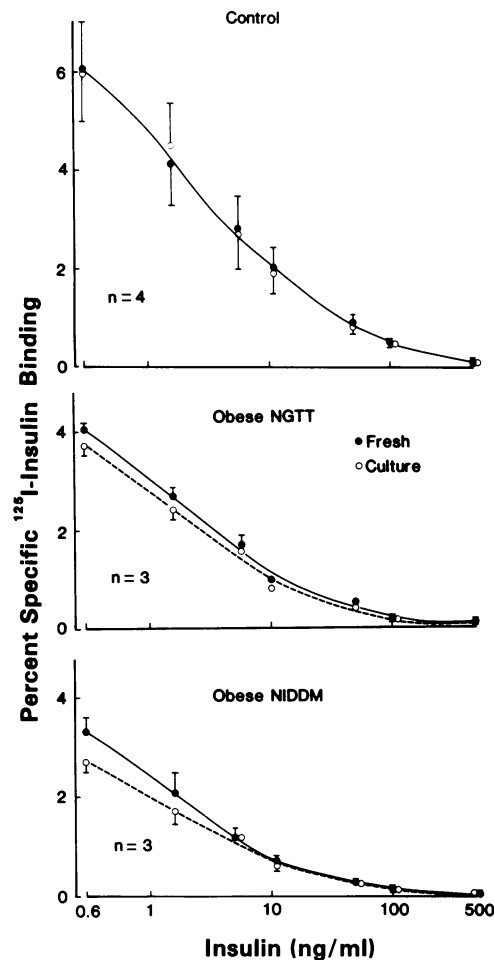 Control
6
4
2
0
n=4
Percent Specific ¹²⁵I-Insulin Binding
Obese NGTT
Fresh
Culture
4
2
0
n=3
Obese NIDDM
4
2
0
n=3
0.6 1 10 100 500
Insulin (ng/ml)